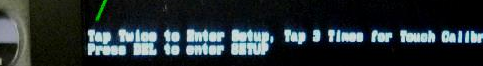 Tap Twice to Enter Setup, Tap 3 Times for Touch Calibr
Press DEL to enter SETUP